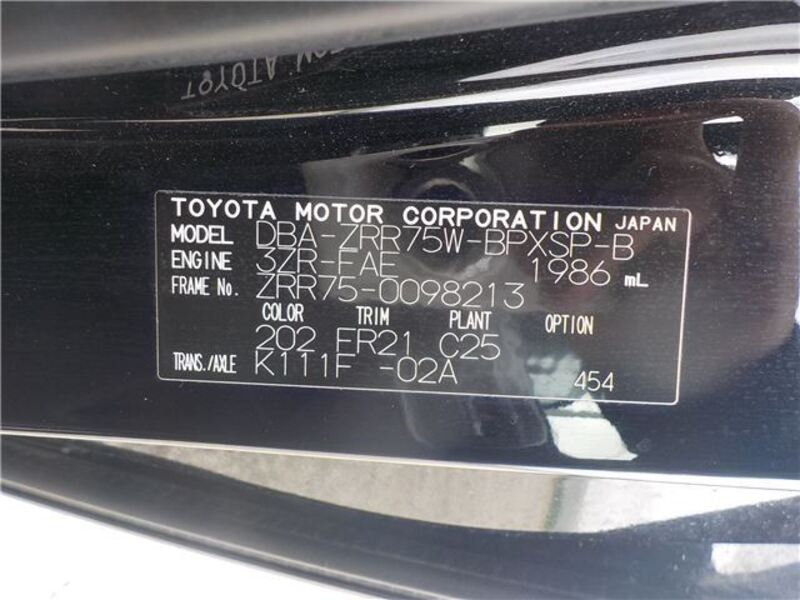 TOYOTA MOTOR CORPORATION JAPAN
MODEL DBA-ZRR75W-BPXSP-B
ENGINE 3ZR-FAE 1986 mL
FRAME No. ZRR75-0098213
COLOR TRIM PLANT OPTION
202 FR21 C25
TRANS./AXLE K111F -02A 454